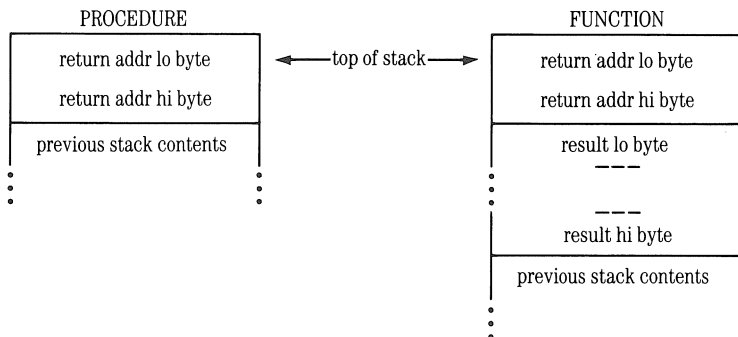 PROCEDURE
return addr lo byte
return addr hi byte
previous stack contents
top of stack
FUNCTION
return addr lo byte
return addr hi byte
result lo byte
result hi byte
previous stack contents